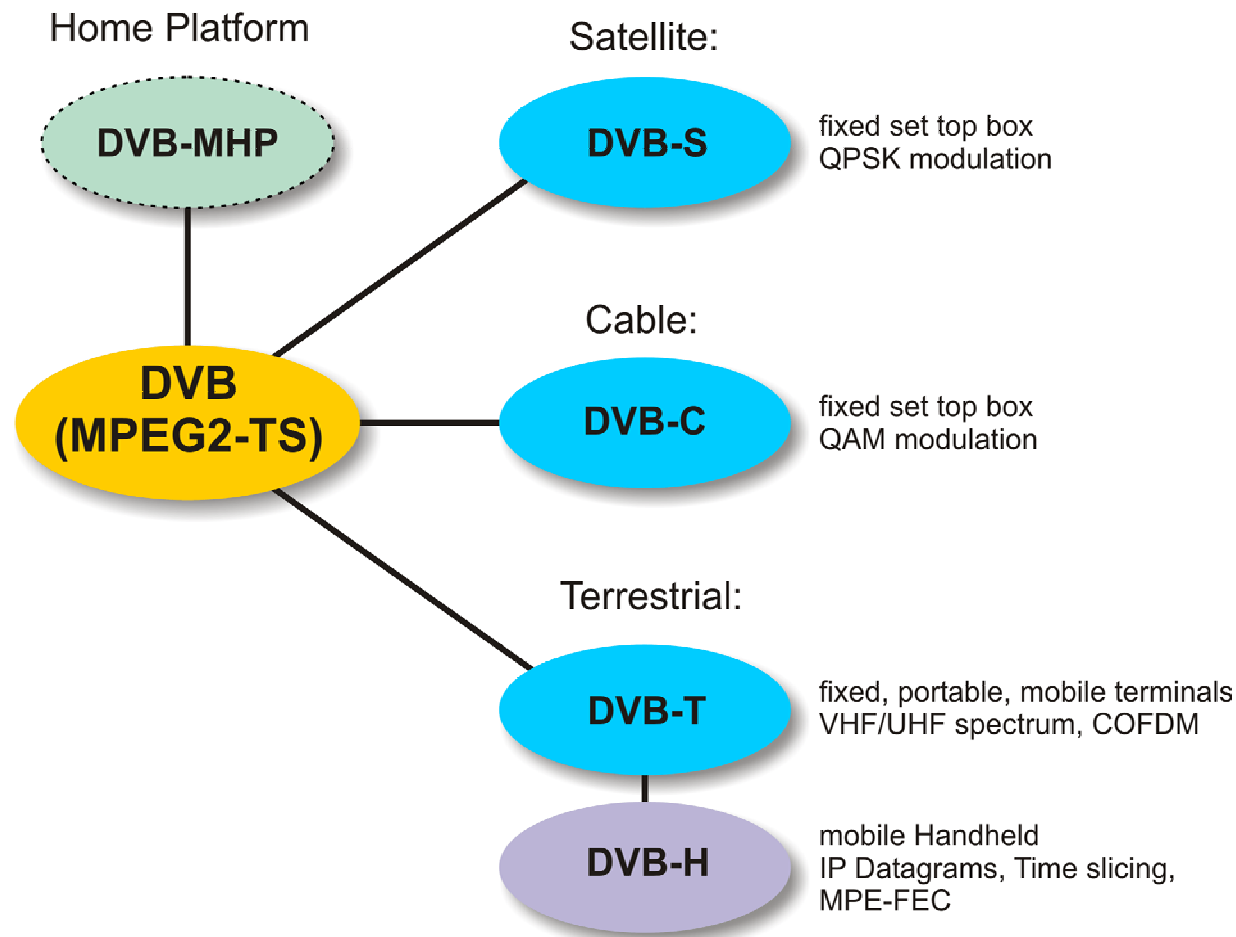 Home Platform
DVB-MHP
Satellite:
DVB-S
fixed set top box
QPSK modulation
DVB
(MPEG2-TS)
Cable:
DVB-C
fixed set top box
QAM modulation
Terrestrial:
DVB-T
fixed, portable, mobile terminals
VHF/UHF spectrum, COFDM
DVB-H
mobile Handheld
IP Datagrams, Time slicing,
MPE-FEC